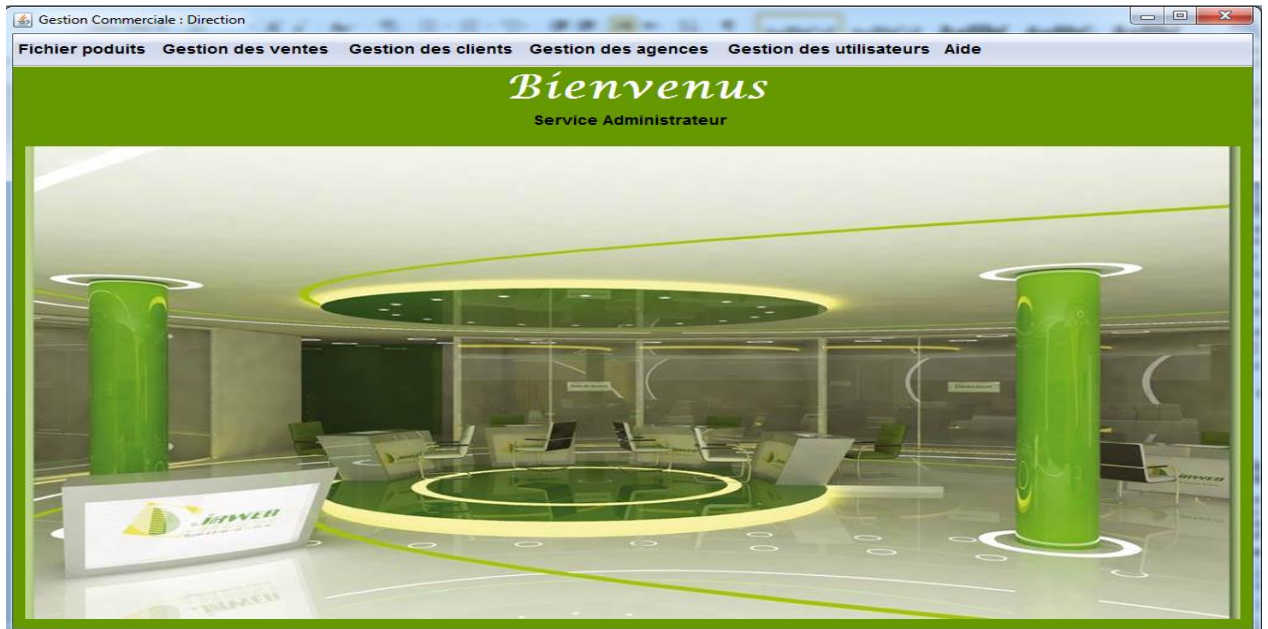 Gestion Commerciale : Direction
Fichier poduits Gestion des ventes Gestion des clients Gestion des agences Gestion des utilisateurs Aide
Bienvenus
Service Administrateur
Directeur